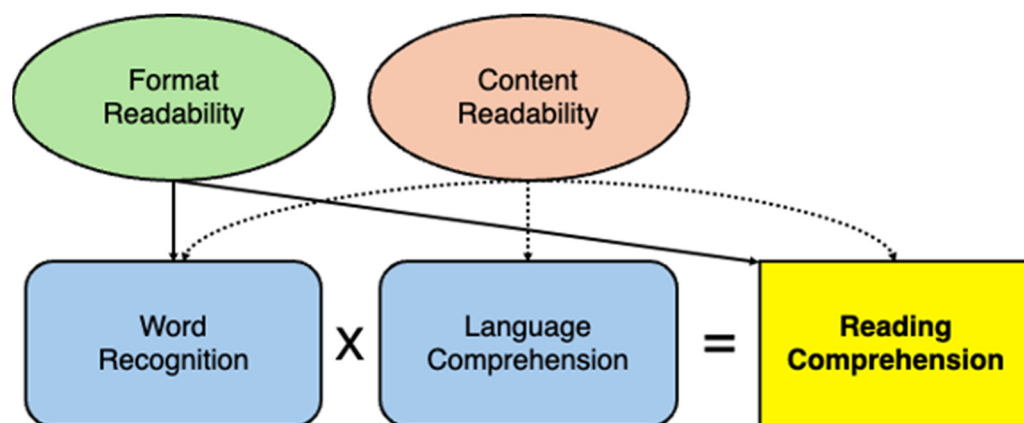 Format
Readability
Content
Readability
Word
Recognition
X
Language
Comprehension
=
Reading
Comprehension